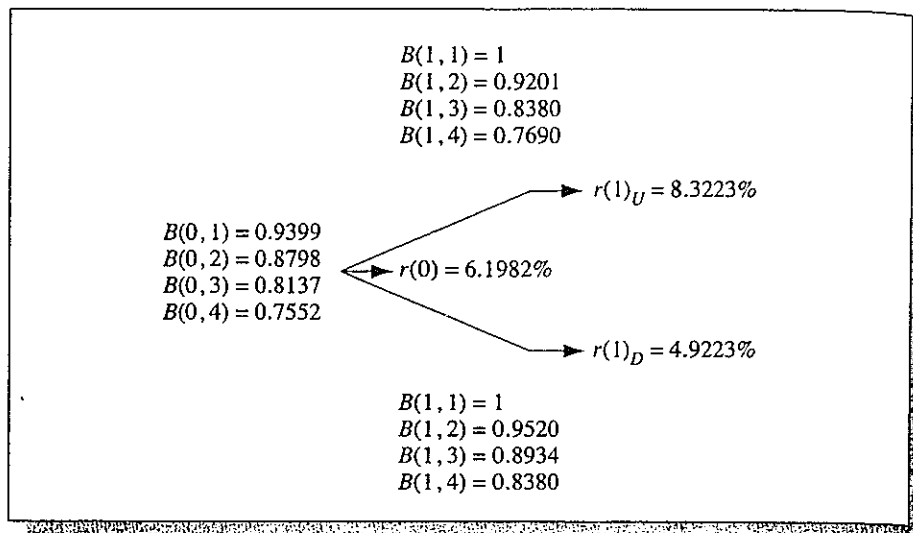 B(1,1) = 1
B(1,2) = 0.9201
B(1,3) = 0.8380
B(1,4) = 0.7690
r(1)_U = 8.3223%
B(0,1) = 0.9399
B(0,2) = 0.8798
B(0,3) = 0.8137
B(0,4) = 0.7552
r(0) = 6.1982%
r(1)_D = 4.9223%
B(1,1) = 1
B(1,2) = 0.9520
B(1,3) = 0.8934
B(1,4) = 0.8380